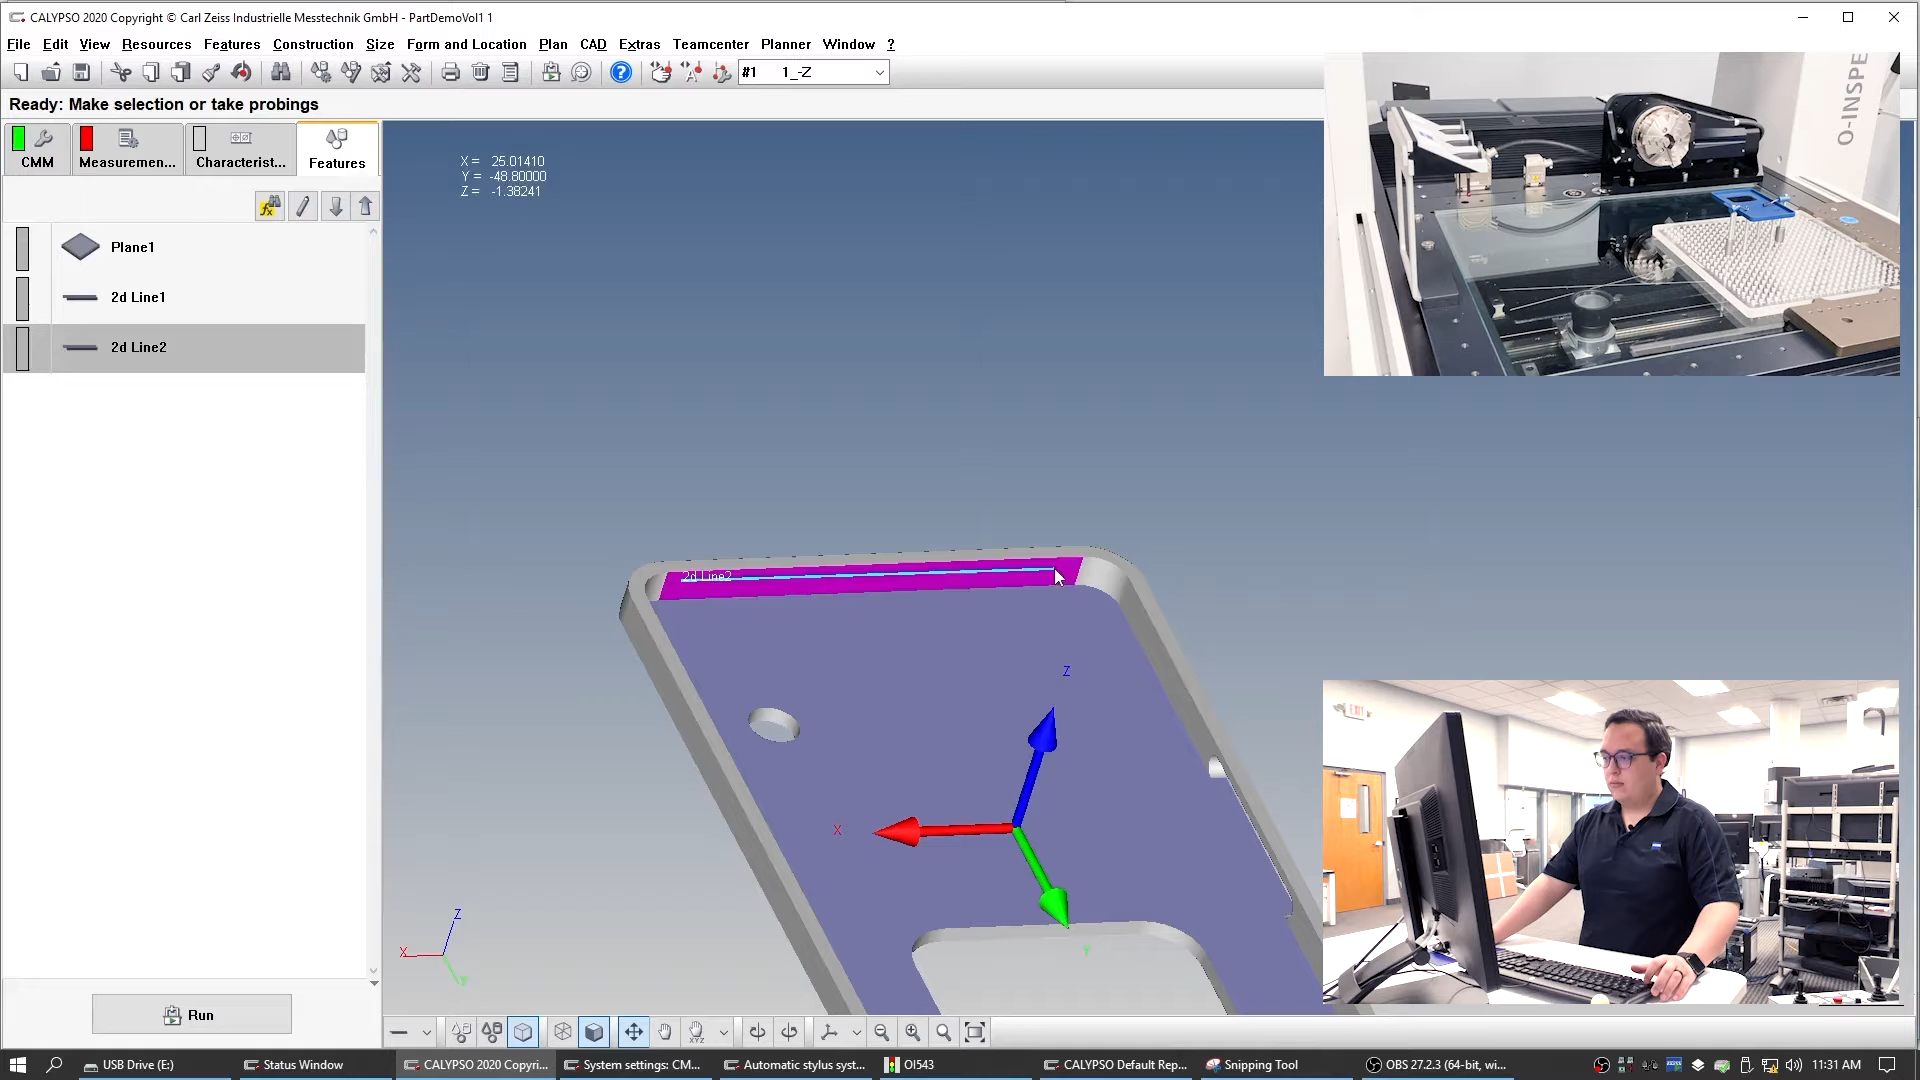 CALYPSO 2020 Copyright © Carl Zeiss Industrielle Messtechnik GmbH - PartDemoVol1 1
File Edit View Resources Features Construction Size Form and Location Plan CAD Extras Teamcenter Planner Window ?
#1 1_-Z
Ready: Make selection or take probings
CMM Measuremen... Characterist... Features
Plane1
2d Line1
2d Line2
X = 25.01410
Y = -48.80000
Z = -1.38241
2d Line2
Z
X
Y
Z
X
Y
O-INSPE
EXIT
Run
XYZ
USB Drive (E:) Status Window CALYPSO 2020 Copyri... System settings: CM... Automatic stylus syst... OI543 CALYPSO Default Rep... Snipping Tool OBS 27.2.3 (64-bit, wi... 11:31 AM